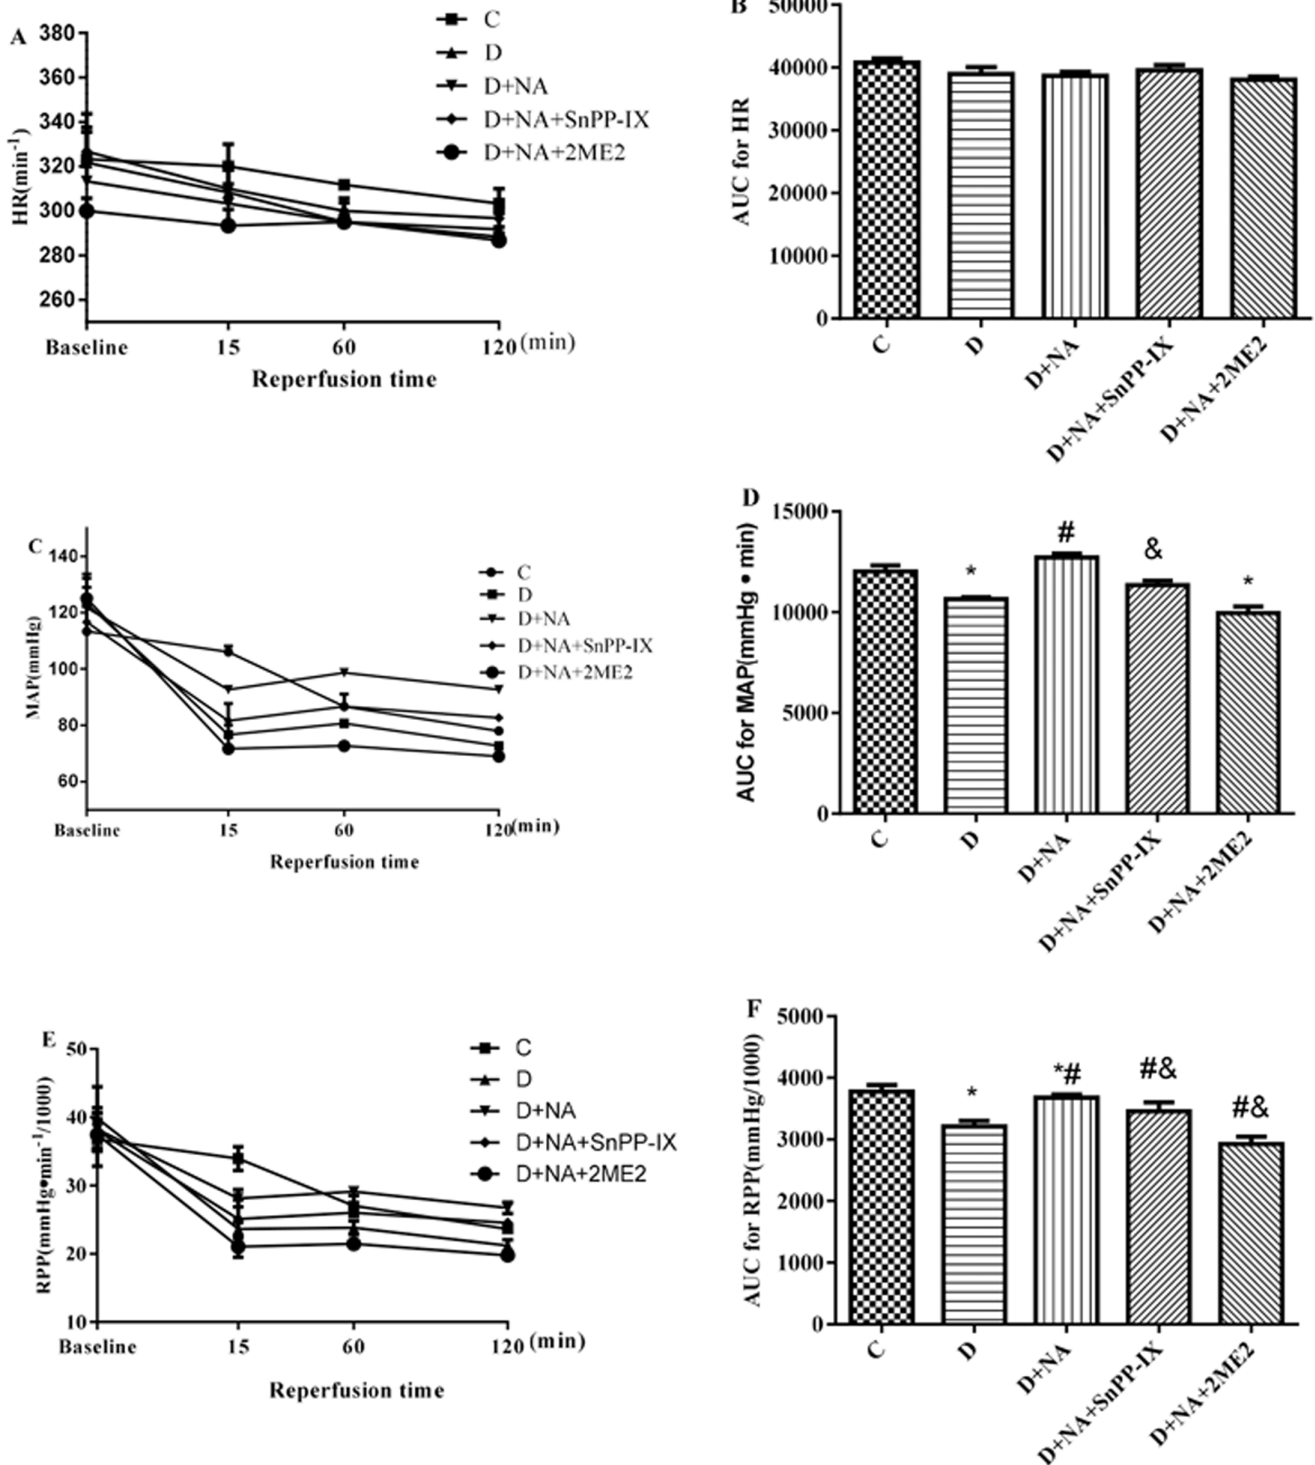 A
380
360
340
320
300
280
260
HR(min⁻¹)
Baseline 15 60 120 (min)
Reperfusion time
C
D
D+NA
D+NA+SnPP-IX
D+NA+2ME2
B
50000
40000
30000
20000
10000
0
AUC for HR
C
D
D+NA
D+NA+SnPP-IX
D+NA+2ME2
C
140
120
100
80
60
MAP(mmHg)
Baseline 15 60 120(min)
Reperfusion time
C
D
D+NA
D+NA+SnPP-IX
D+NA+2ME2
D
15000
10000
5000
0
AUC for MAP(mmHg•min)
*
#
&
*
C
D
D+NA
D+NA+SnPP-IX
D+NA+2ME2
E
50
40
30
20
10
RPP(mmHg•min⁻¹/1000)
Baseline 15 60 120 (min)
Reperfusion time
C
D
D+NA
D+NA+SnPP-IX
D+NA+2ME2
F
5000
4000
3000
2000
1000
0
AUC for RPP(mmHg/1000)
*
*#
#&
#&
C
D
D+NA
D+NA+SnPP-IX
D+NA+2ME2